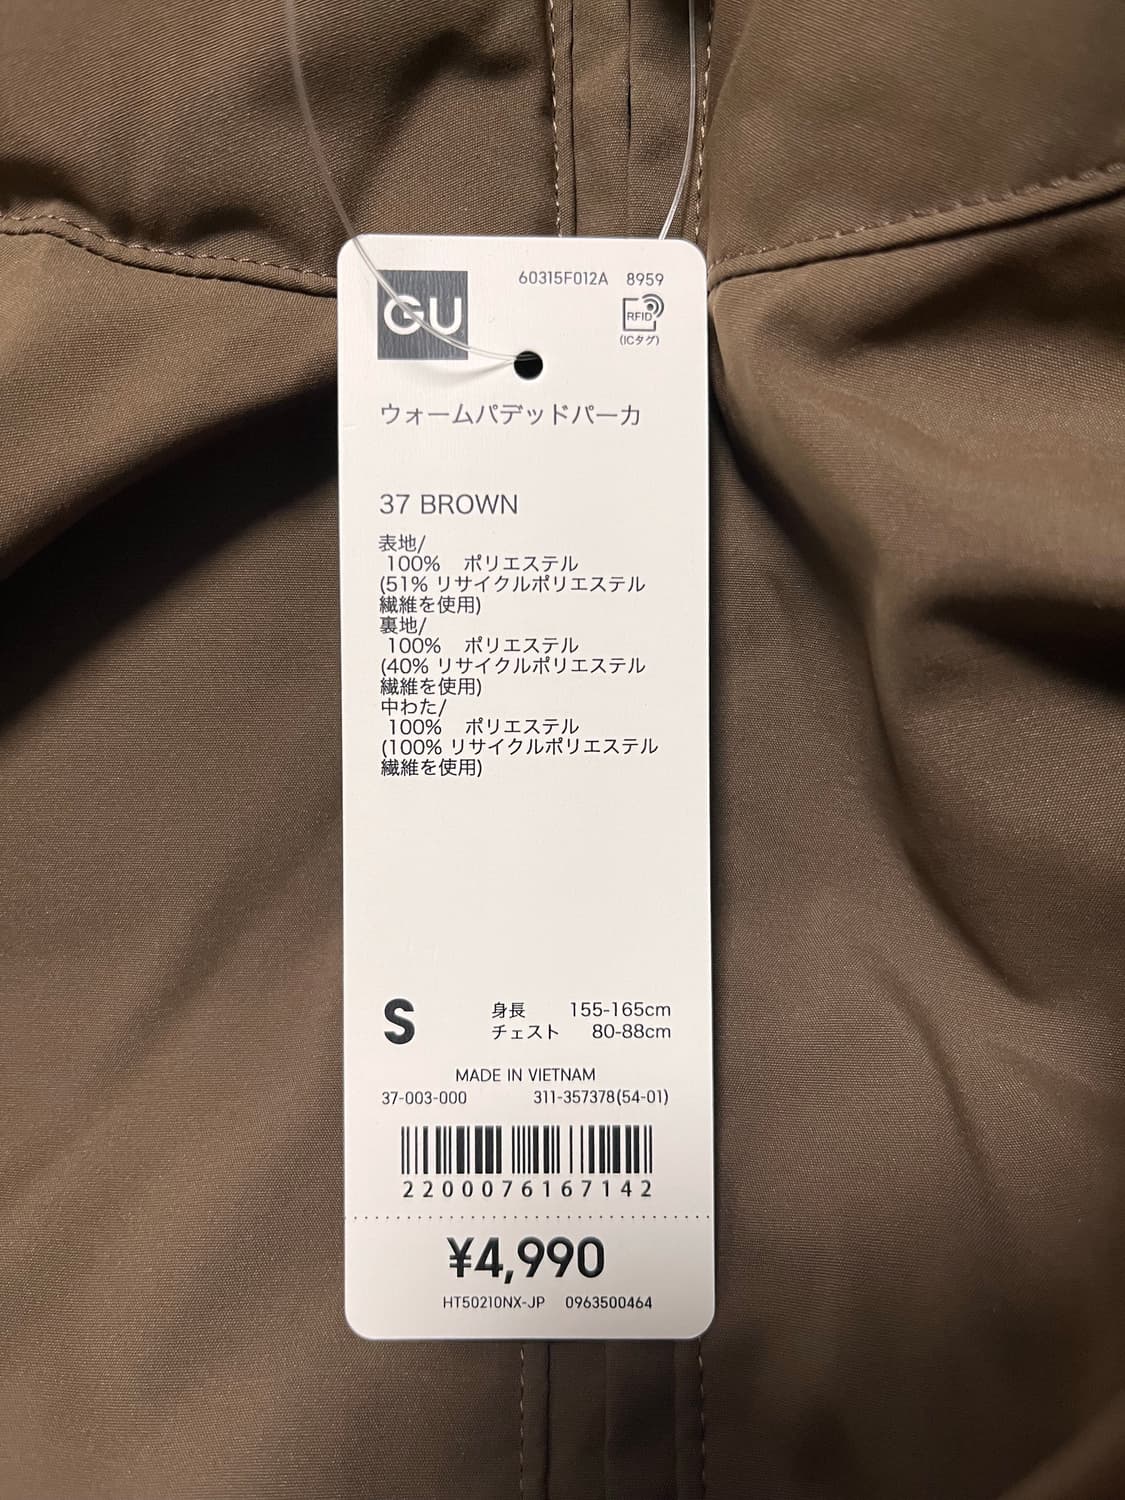 60315F012A 8959
GU
RFID
(ICタグ)
ウォームパデッドパーカ
37 BROWN
表地/
100% ポリエステル
(51% リサイクルポリエステル
繊維を使用)
裏地/
100% ポリエステル
(40% リサイクルポリエステル
繊維を使用)
中わた/
100% ポリエステル
(100% リサイクルポリエステル
繊維を使用)
S 身長 155-165cm
チェスト 80-88cm
MADE IN VIETNAM
37-003-000 311-357378(54-01)
2200076167142
¥4,990
HT50210NX-JP 0963500464